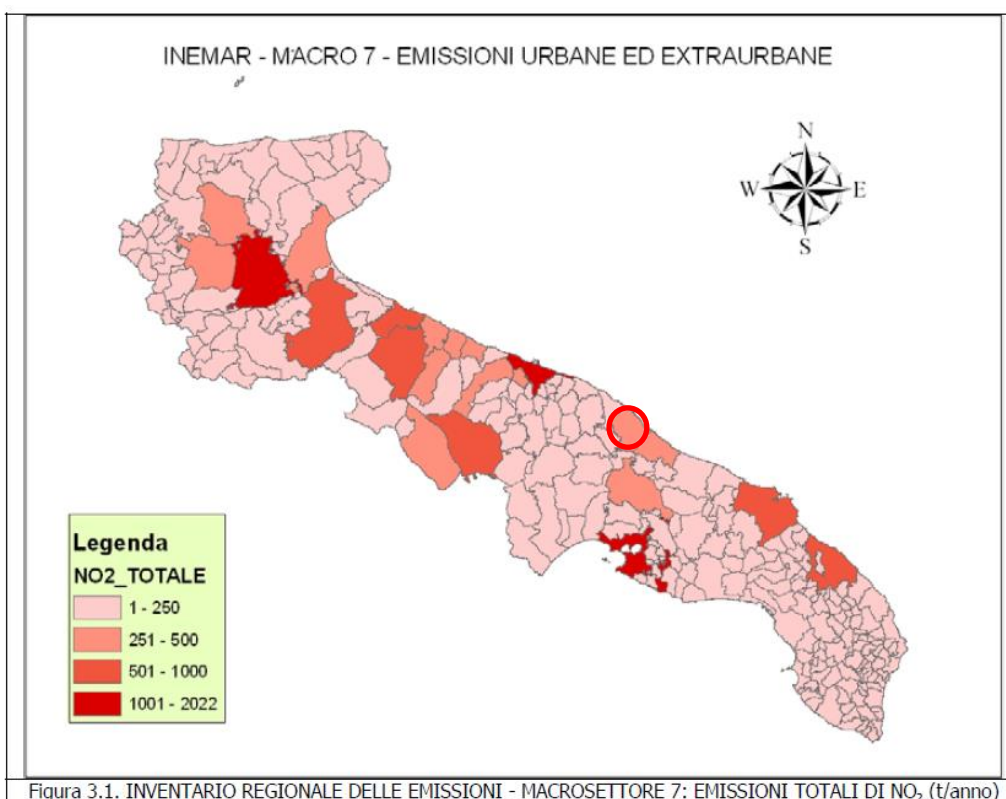 INEMAR - MACRO 7 - EMISSIONI URBANE ED EXTRAURBANE
N
W E
S
Legenda
NO2_TOTALE
1 - 250
251 - 500
501 - 1000
1001 - 2022
Figura 3.1. INVENTARIO REGIONALE DELLE EMISSIONI - MACROSETTORE 7: EMISSIONI TOTALI DI NO₂ (t/anno)